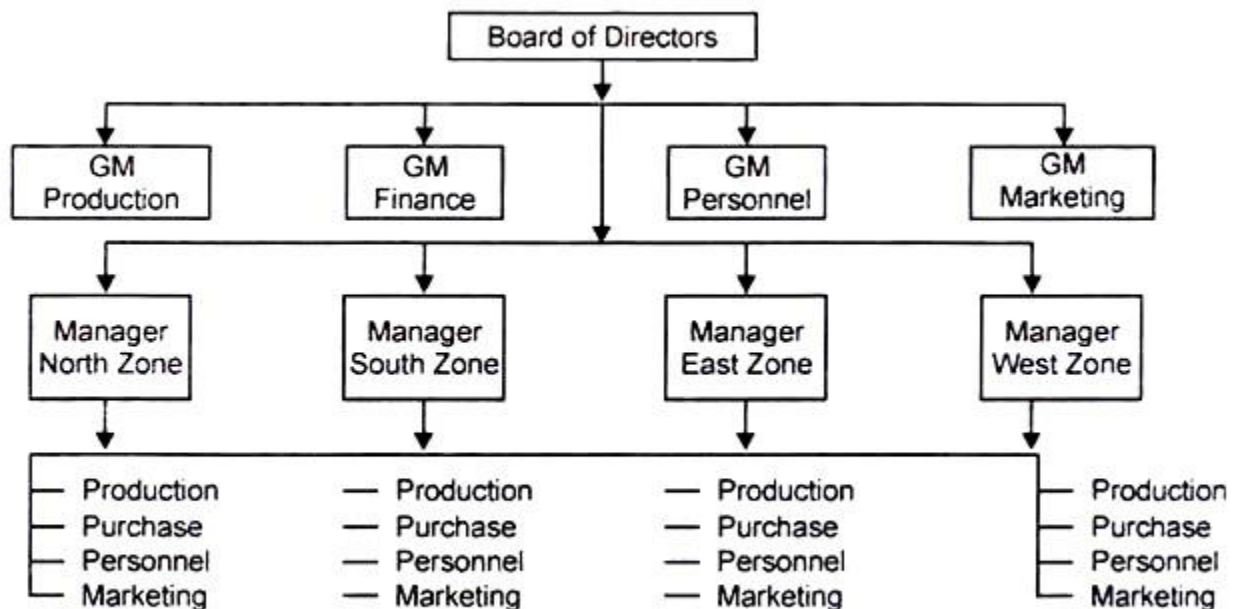 Board of Directors
GM
Production
GM
Finance
GM
Personnel
GM
Marketing
Manager
North Zone
Manager
South Zone
Manager
East Zone
Manager
West Zone
Production
Purchase
Personnel
Marketing
Production
Purchase
Personnel
Marketing
Production
Purchase
Personnel
Marketing
Production
Purchase
Personnel
Marketing